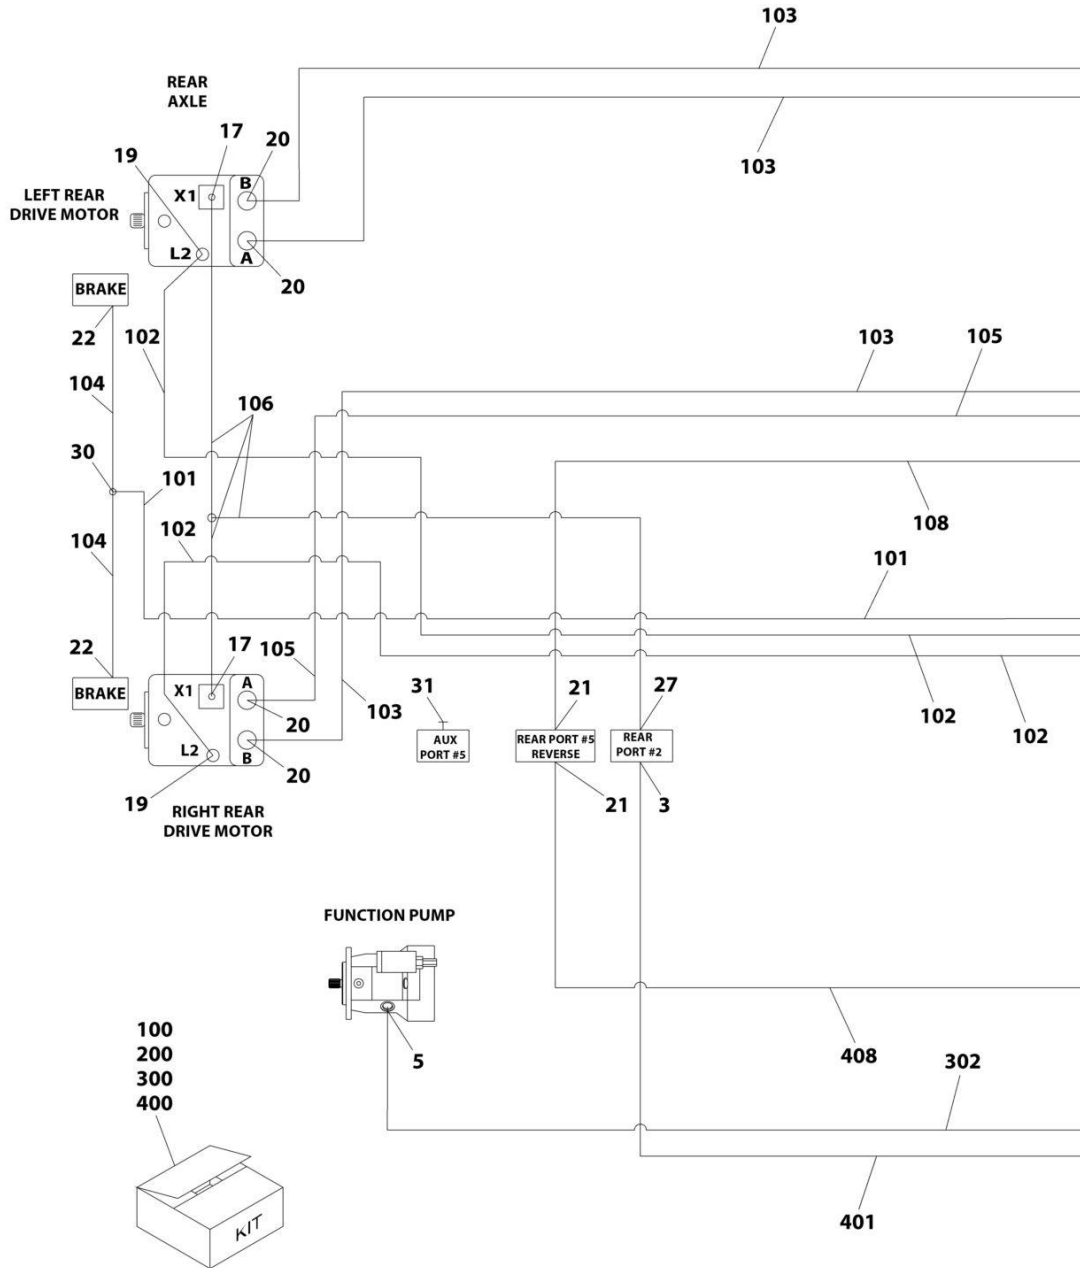 103
REAR
AXLE
17
20
19
103
B
X1
LEFT REAR
DRIVE MOTOR
L2
A
20
BRAKE
22
102
103
105
104
106
30
101
108
102
104
101
22
17
105
BRAKE
X1
A
20
103
31
21
27
102
102
AUX
PORT #5
REAR PORT #5
REVERSE
REAR
PORT #2
L2
B
20
19
21
3
RIGHT REAR
DRIVE MOTOR
FUNCTION PUMP
5
408
302
100
200
300
400
401
KIT